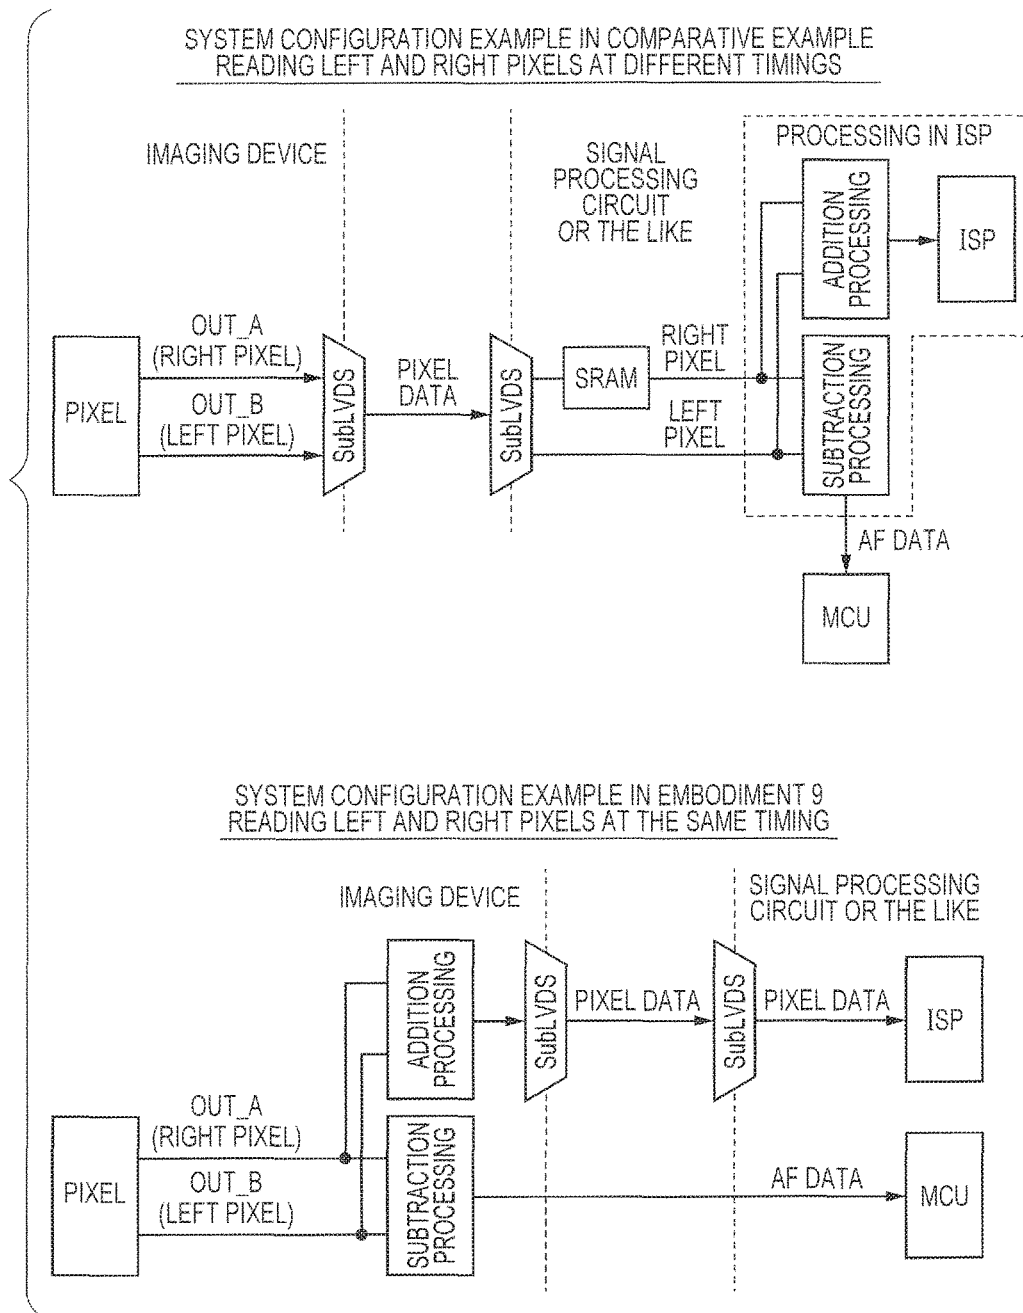 SYSTEM CONFIGURATION EXAMPLE IN COMPARATIVE EXAMPLE
READING LEFT AND RIGHT PIXELS AT DIFFERENT TIMINGS
IMAGING DEVICE
SIGNAL
PROCESSING
CIRCUIT
OR THE LIKE
PROCESSING IN ISP
ADDITION
PROCESSING
ISP
PIXEL
OUT_A
(RIGHT PIXEL)
OUT_B
(LEFT PIXEL)
SubLVDS
PIXEL
DATA
SubLVDS
SRAM
RIGHT
PIXEL
LEFT
PIXEL
SUBTRACTION
PROCESSING
AF DATA
MCU
SYSTEM CONFIGURATION EXAMPLE IN EMBODIMENT 9
READING LEFT AND RIGHT PIXELS AT THE SAME TIMING
IMAGING DEVICE
SIGNAL PROCESSING
CIRCUIT OR THE LIKE
ADDITION
PROCESSING
SubLVDS
PIXEL DATA
SubLVDS
PIXEL DATA
ISP
PIXEL
OUT_A
(RIGHT PIXEL)
OUT_B
(LEFT PIXEL)
SUBTRACTION
PROCESSING
AF DATA
MCU